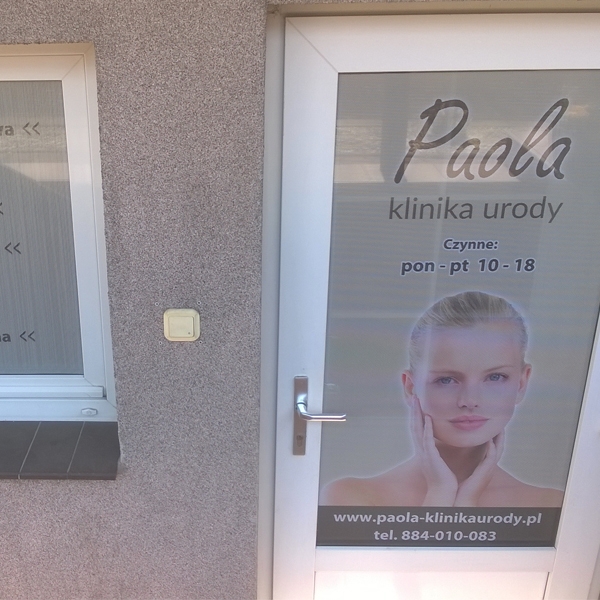 <<
<<
<<
<<
Paola
klinika urody
Czynne:
pon - pt 10 - 18
www.paola-klinikaurody.pl
tel. 884-010-083